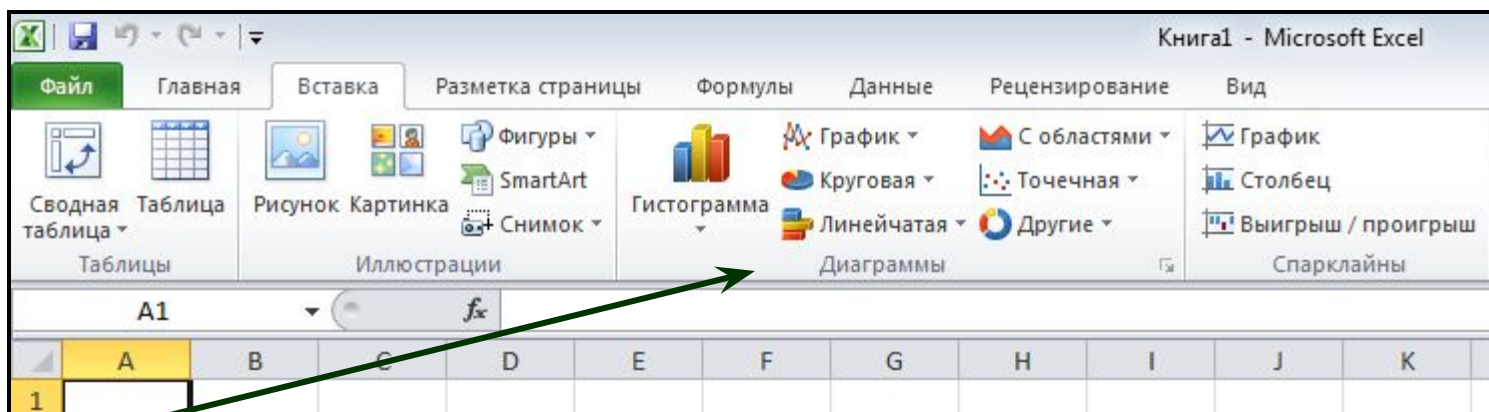 Книга1 - Microsoft Excel
Файл Главная Вставка Разметка страницы Формулы Данные Рецензирование Вид
Сводная таблица
Таблица
Таблицы
Рисунок
Картинка
Фигуры
SmartArt
Снимок
Иллюстрации
Гистограмма
График
Круговая
Линейчатая
С областями
Точечная
Другие
Диаграммы
График
Столбец
Выигрыш / проигрыш
Спарклайны
A1 fx
A B C D E F G H I J K
1